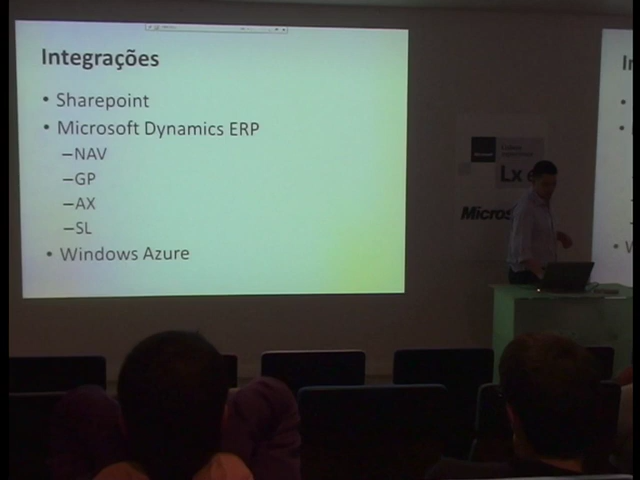 Integrações
• Sharepoint
• Microsoft Dynamics ERP
–NAV
–GP
–AX
–SL
• Windows Azure
Lx
Micros